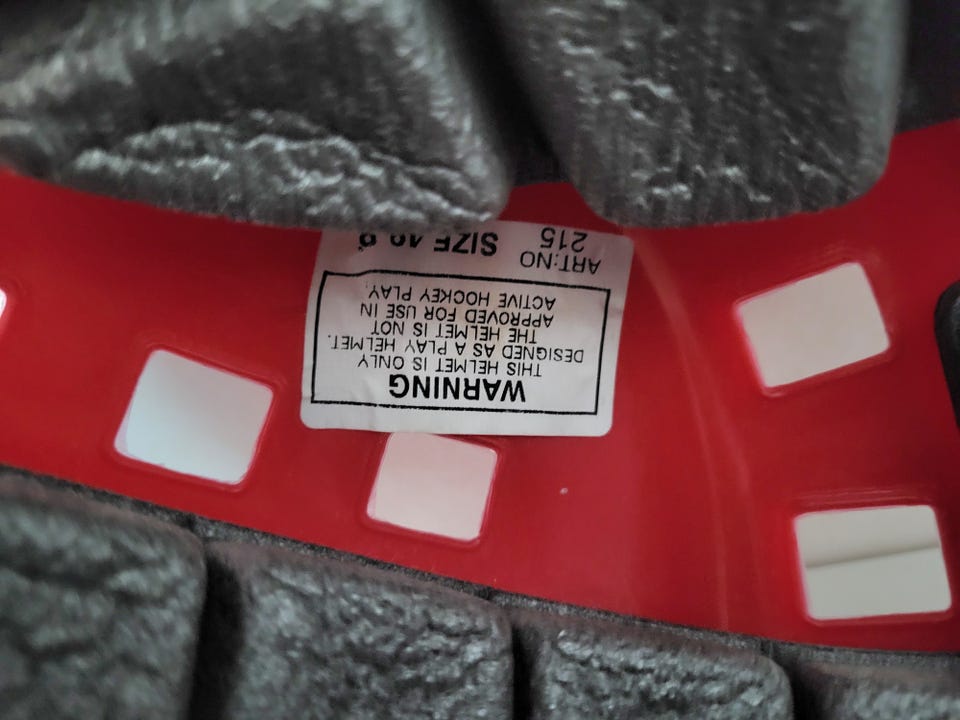 WARNING
THIS HELMET IS ONLY
DESIGNED AS A PLAY HELMET.
THE HELMET IS NOT
APPROVED FOR USE IN
ACTIVE HOCKEY PLAY
ART:NO SIZE
215